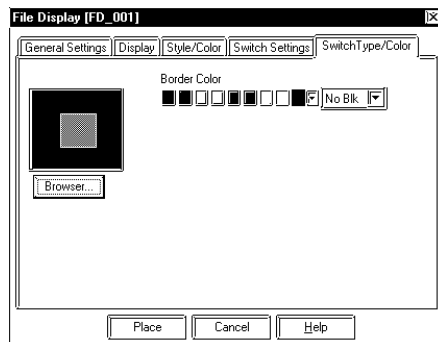 File Display [FD_001]
General Settings Display Style/Color Switch Settings SwitchType/Color
Border Color
No Blk
Browser...
Place Cancel Help